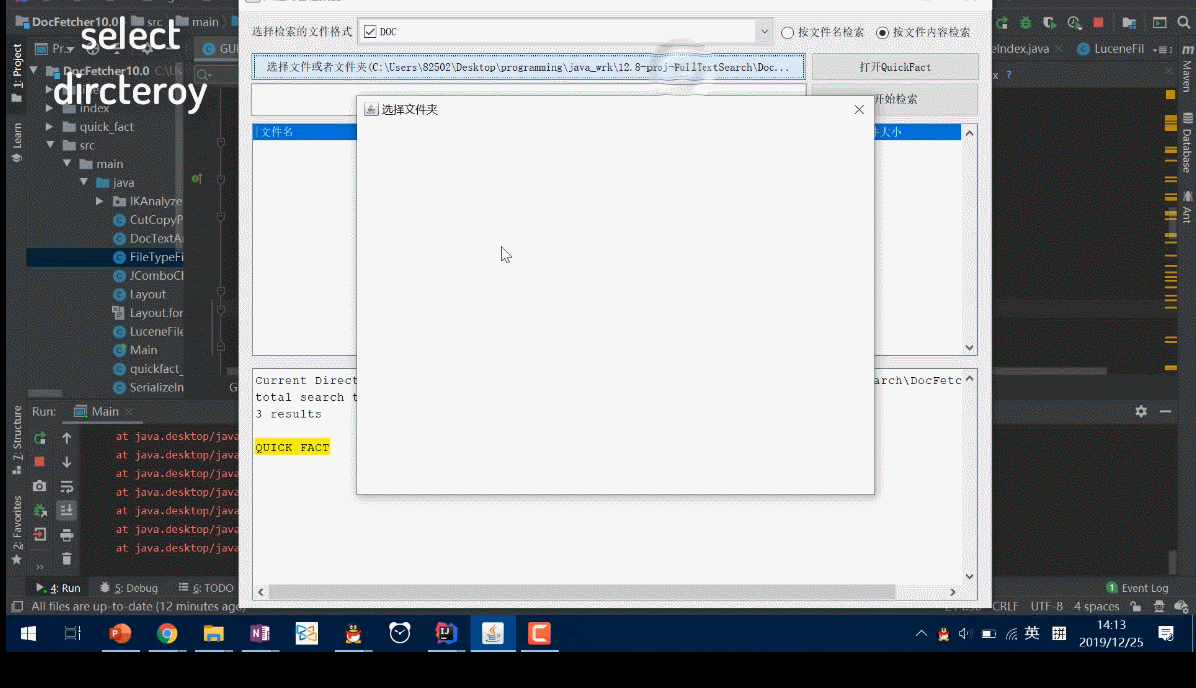 select
dircteroy
DocFetcher10.0
src
main
选择检索的文件格式
DOC
按文件名检索
按文件内容检索
选择文件或者文件夹(C:\Users\82502\Desktop\programming\java_wrk\12.8-proj-FullTextSearch\Doc...
打开QuickFact
开始检索
选择文件夹
文件名
件大小
Current Direct
arch\DocFetc
total search t
3 results
QUICK FACT
1: Project
Learn
7: Structure
2: Favorites
Pr..
GUI
eIndex.java
LuceneFil
DocFetcher10.0
C:\Us
index
quick_fact
src
main
java
IKAnalyze
CutCopyP
DocTextA
FileTypeFi
JComboCh
Layout
Layout.for
LuceneFile
Main
quickfact_
SerializeIn
Maven
Database
Ant
Run:
Main
at java.desktop/java
at java.desktop/java
at java.desktop/java
at java.desktop/java
at java.desktop/java
at java.desktop/java
at java.desktop/java
4: Run
5: Debug
6: TODO
1 Event Log
All files are up-to-date (12 minutes ago)
CRLF
UTF-8
4 spaces
英
拼
14:13
2019/12/25